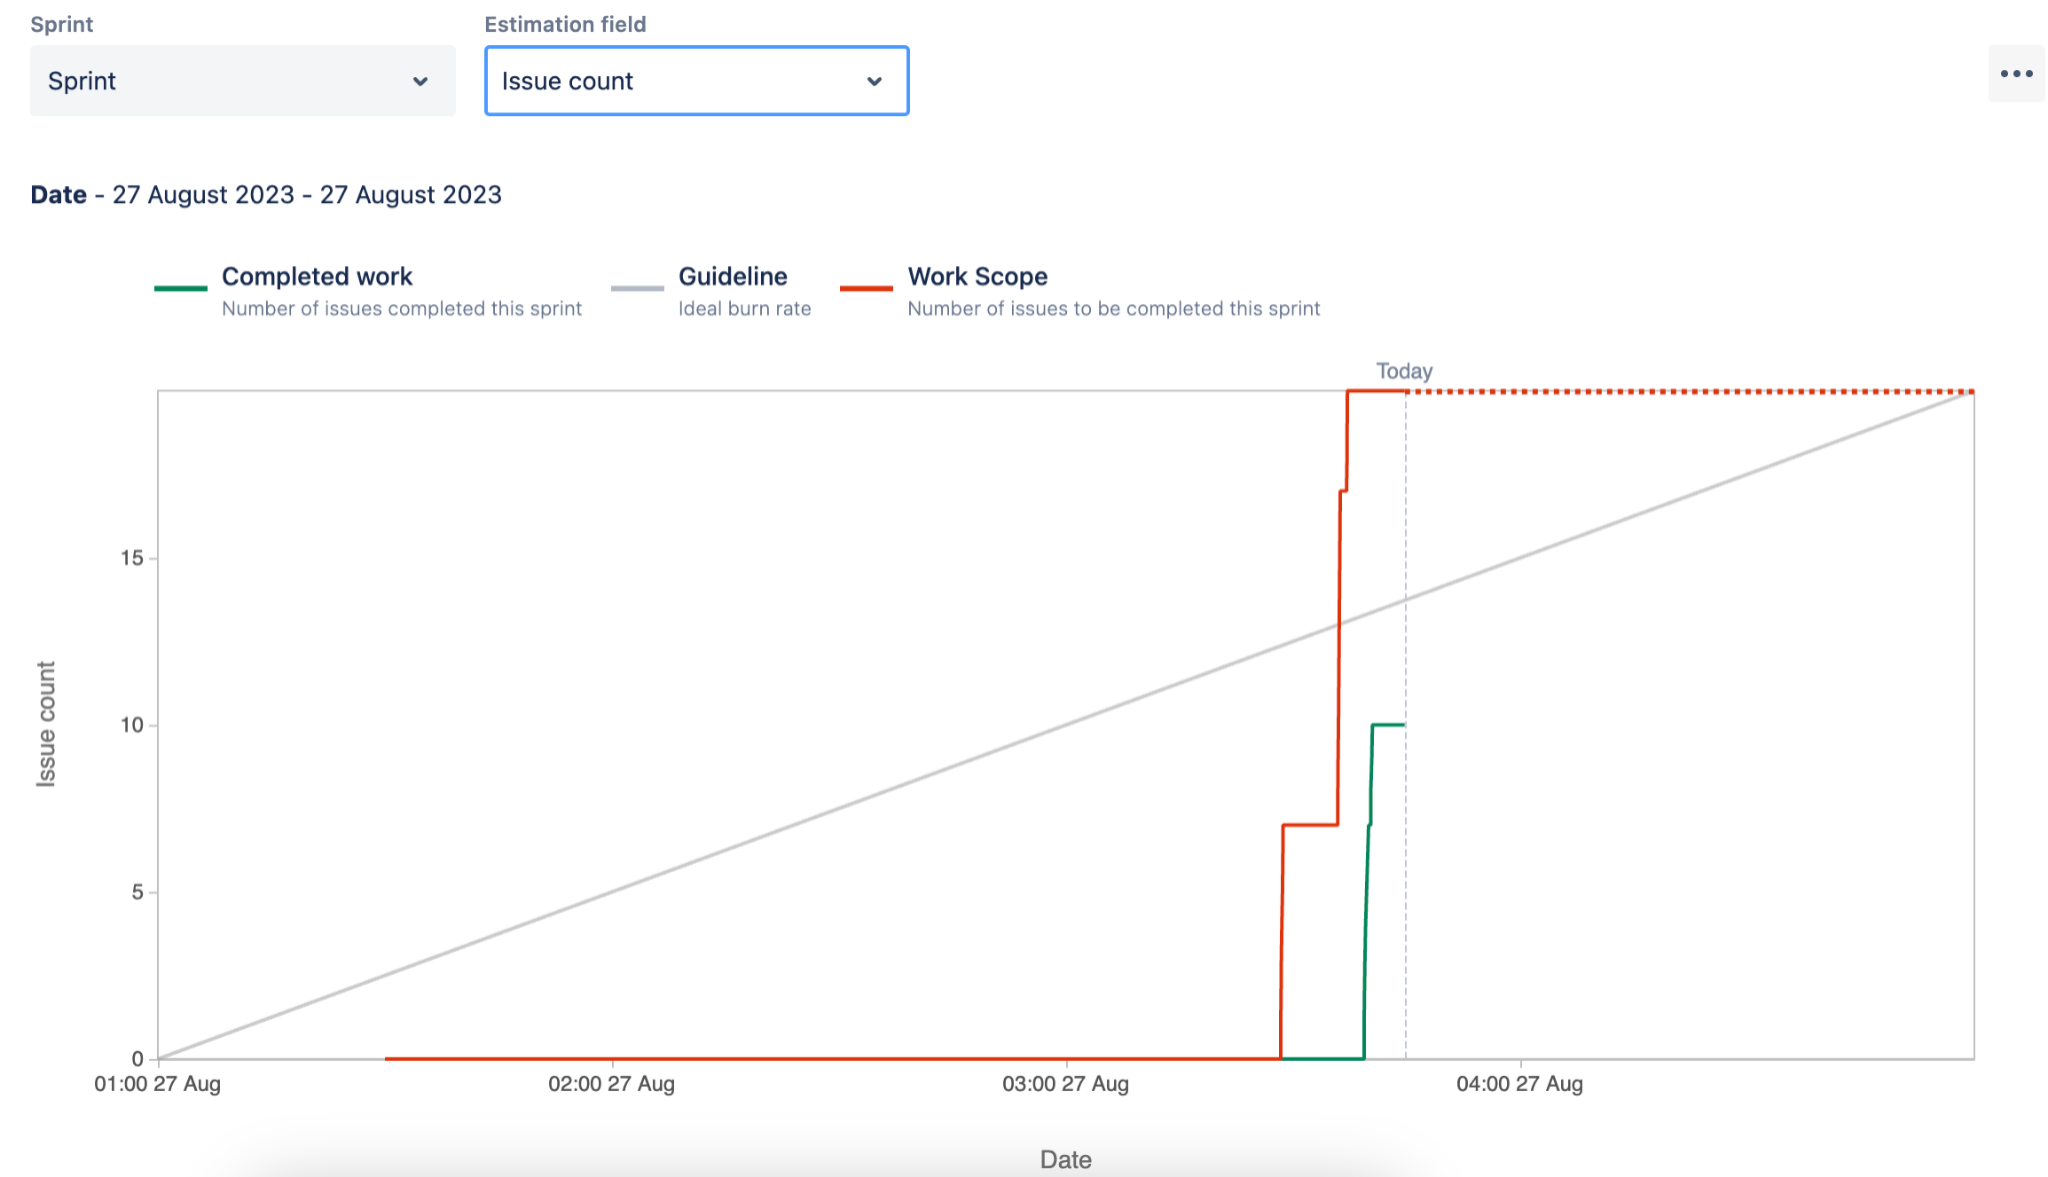 Sprint
Estimation field
Sprint
Issue count
Date - 27 August 2023 - 27 August 2023
Completed work
Number of issues completed this sprint
Guideline
Ideal burn rate
Work Scope
Number of issues to be completed this sprint
Today
15
10
5
0
Issue count
01:00 27 Aug
02:00 27 Aug
03:00 27 Aug
04:00 27 Aug
Date